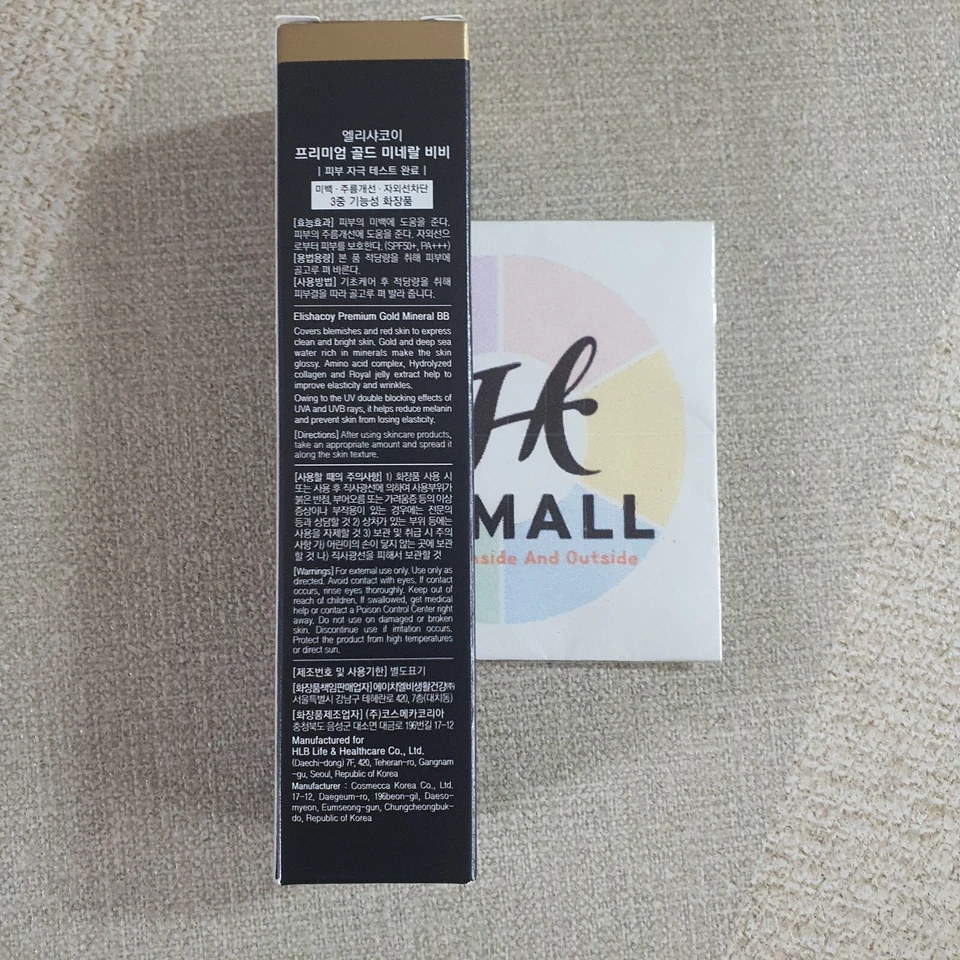 엘리샤코이
프리미엄 골드 미네랄 비비
| 피부 자극 테스트 완료 |
미백 · 주름개선 · 자외선차단
3중 기능성 화장품
[효능효과] 피부의 미백에 도움을 준다.
피부의 주름개선에 도움을 준다. 자외선으
로부터 피부를 보호한다. (SPF50+, PA+++)
[용법용량] 본 품 적당량을 취해 피부에
골고루 펴 바른다.
[사용방법] 기초케어 후 적당량을 취해
피부결을 따라 골고루 펴 발라 줍니다.
Elishacoy Premium Gold Mineral BB
Covers blemishes and red skin to express
clean and bright skin. Gold and deep sea
water rich in minerals make the skin
glossy. Amino acid complex, Hydrolyzed
collagen and Royal jelly extract help to
improve elasticity and wrinkles.
Owing to the UV double blocking effects of
UVA and UVB rays, it helps reduce melanin
and prevent skin from losing elasticity.
[Directions] After using skincare products,
take an appropriate amount and spread it
along the skin texture.
[사용할 때의 주의사항] 1) 화장품 사용 시
또는 사용 후 직사광선에 의하여 사용부위가
붉은 반점, 부어오름 또는 가려움증 등의 이상
증상이나 부작용이 있는 경우에는 전문의
등과 상담할 것 2) 상처가 있는 부위 등에는
사용을 자제할 것 3) 보관 및 취급 시 주의
사항 가) 어린이의 손이 닿지 않는 곳에 보관
할 것 나) 직사광선을 피해서 보관할 것
[Warnings] For external use only. Use only as
directed. Avoid contact with eyes. If contact
occurs, rinse eyes thoroughly. Keep out of
reach of children. If swallowed, get medical
help or contact a Poison Control Center right
away. Do not use on damaged or broken
skin. Discontinue use if irritation occurs.
Protect the product from high temperatures
or direct sun.
[제조번호 및 사용기한] 별도표기
[화장품책임판매업자] 에이치엘비생활건강㈜
서울특별시 강남구 테헤란로 420, 7층(대치동)
[화장품제조업자] (주)코스메카코리아
충청북도 음성군 대소면 대금로 196번길 17-12
Manufactured for
HLB Life & Healthcare Co., Ltd.
(Daechi-dong) 7F, 420, Teheran-ro, Gangnam
-gu, Seoul, Republic of Korea
Manufacturer : Cosmecca Korea Co., Ltd.
17-12, Daegeum-ro, 196beon-gil, Daeso-
myeon, Eumseong-gun, Chungcheongbuk-
do, Republic of Korea
H
MALL
nside And Outside